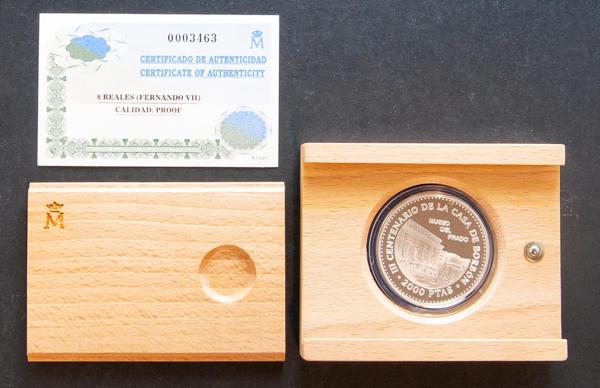 0003463
M
CERTIFICADO DE AUTENTICIDAD
CERTIFICATE OF AUTHENTICITY
8 REALES (FERNANDO VII)
CALIDAD: PROOF
M
III CENTENARIO DE LA CASA DE BORBÓN
MUSEO
DEL
PRADO
· 2000 PTAS ·